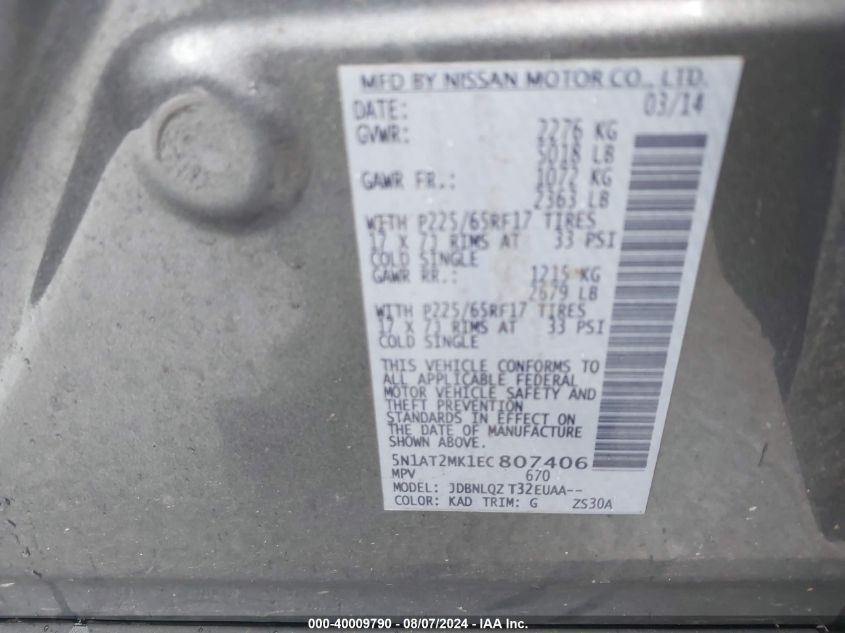 MFD BY NISSAN MOTOR CO., LTD.
DATE: 03/14
GVWR: 2276 KG
5018 LB
GAWR FR.: 1072 KG
2363 LB
WITH P225/65RF17 TIRES
17 X 7J RIMS AT 33 PSI
COLD SINGLE
GAWR RR.: 1215 KG
2679 LB
WITH P225/65RF17 TIRES
17 X 7J RIMS AT 33 PSI
COLD SINGLE
THIS VEHICLE CONFORMS TO
ALL APPLICABLE FEDERAL
MOTOR VEHICLE SAFETY AND
THEFT PREVENTION
STANDARDS IN EFFECT ON
THE DATE OF MANUFACTURE
SHOWN ABOVE.
5N1AT2MK1EC807406
MPV 670
MODEL: JDBNLQZ T32EUAA--
COLOR: KAD TRIM: G ZS30A
000-40009790 - 08/07/2024 - IAA Inc.